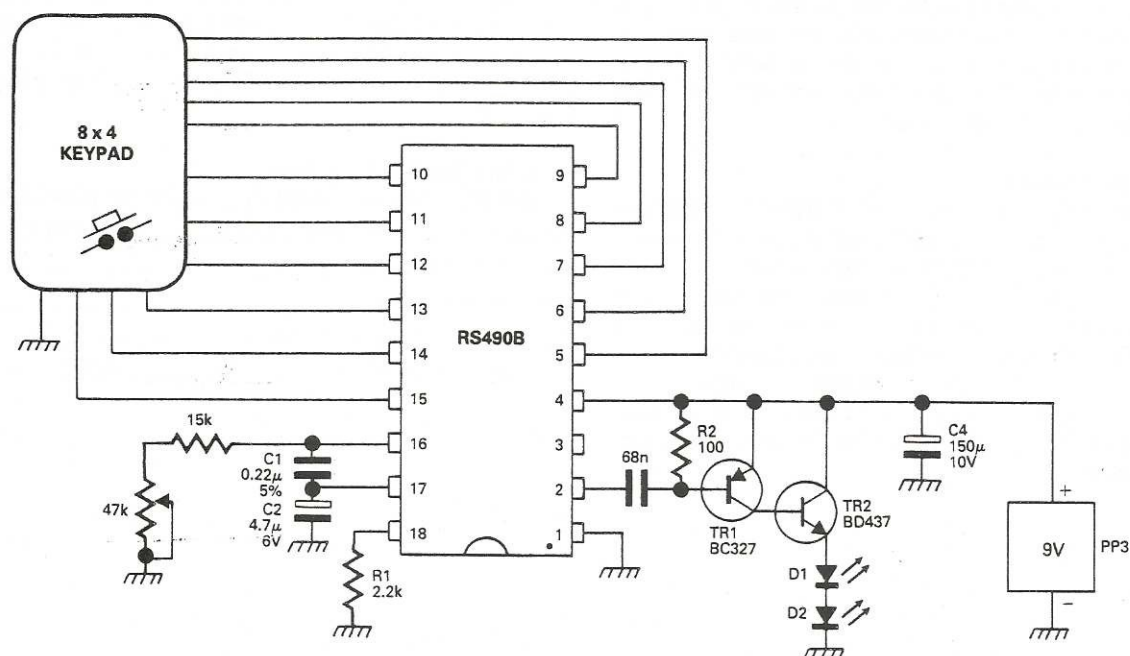 8 x 4
KEYPAD
10
9
11
8
12
7
13
6
RS490B
14
5
15
4
15k
16
3
C1
0.22µ
5%
17
2
68n
R2
100
C4
150µ
10V
47k
C2
4.7µ
6V
18
1
TR1
BC327
TR2
BD437
+
9V
PP3
−
R1
2.2k
D1
D2